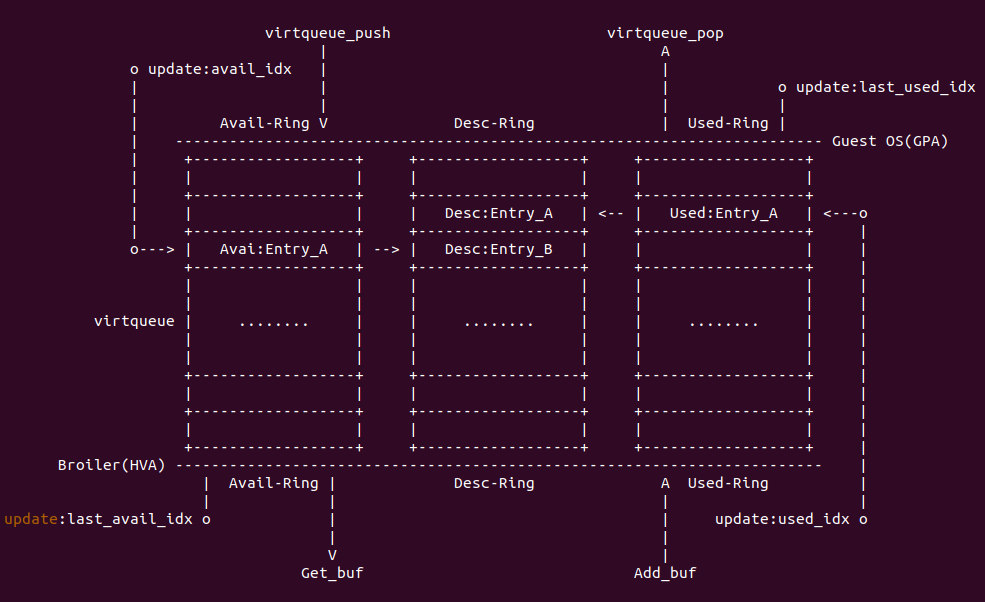 virtqueue_push virtqueue_pop
| A
o update:avail_idx | |
| | | o update:last_used_idx
| | | |
| Avail-Ring V Desc-Ring | Used-Ring |
| ------------------------------------------------------------------------ Guest OS(GPA)
| +------------------+ +------------------+ +------------------+
| | | | | | |
| +------------------+ +------------------+ +------------------+
| | | | Desc:Entry_A | <-- | Used:Entry_A | <---o
| +------------------+ +------------------+ +------------------+ |
o---> | Avai:Entry_A | --> | Desc:Entry_B | | | |
+------------------+ +------------------+ +------------------+ |
| | | | | | |
| | | | | | |
virtqueue | ........ | | ........ | | ........ | |
| | | | | | |
| | | | | | |
+------------------+ +------------------+ +------------------+ |
| | | | | | |
+------------------+ +------------------+ +------------------+ |
| | | | | | |
+------------------+ +------------------+ +------------------+ |
Broiler(HVA) ------------------------------------------------------------------------ |
| Avail-Ring | Desc-Ring A Used-Ring |
| | | |
update:last_avail_idx o | | update:used_idx o
| |
V |
Get_buf Add_buf